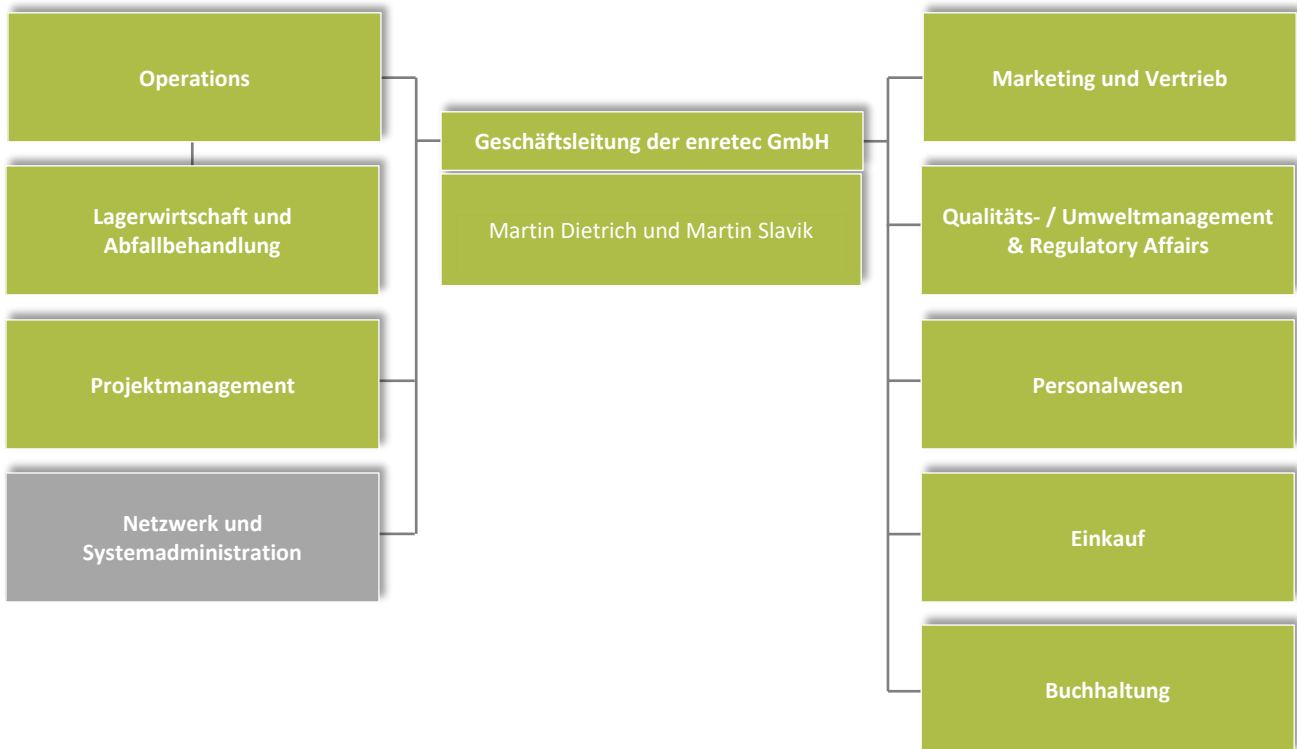 Operations
Lagerwirtschaft und
Abfallbehandlung
Projektmanagement
Netzwerk und
Systemadministration
Geschäftsleitung der enretec GmbH
Martin Dietrich und Martin Slavik
Marketing und Vertrieb
Qualitäts- / Umweltmanagement
& Regulatory Affairs
Personalwesen
Einkauf
Buchhaltung